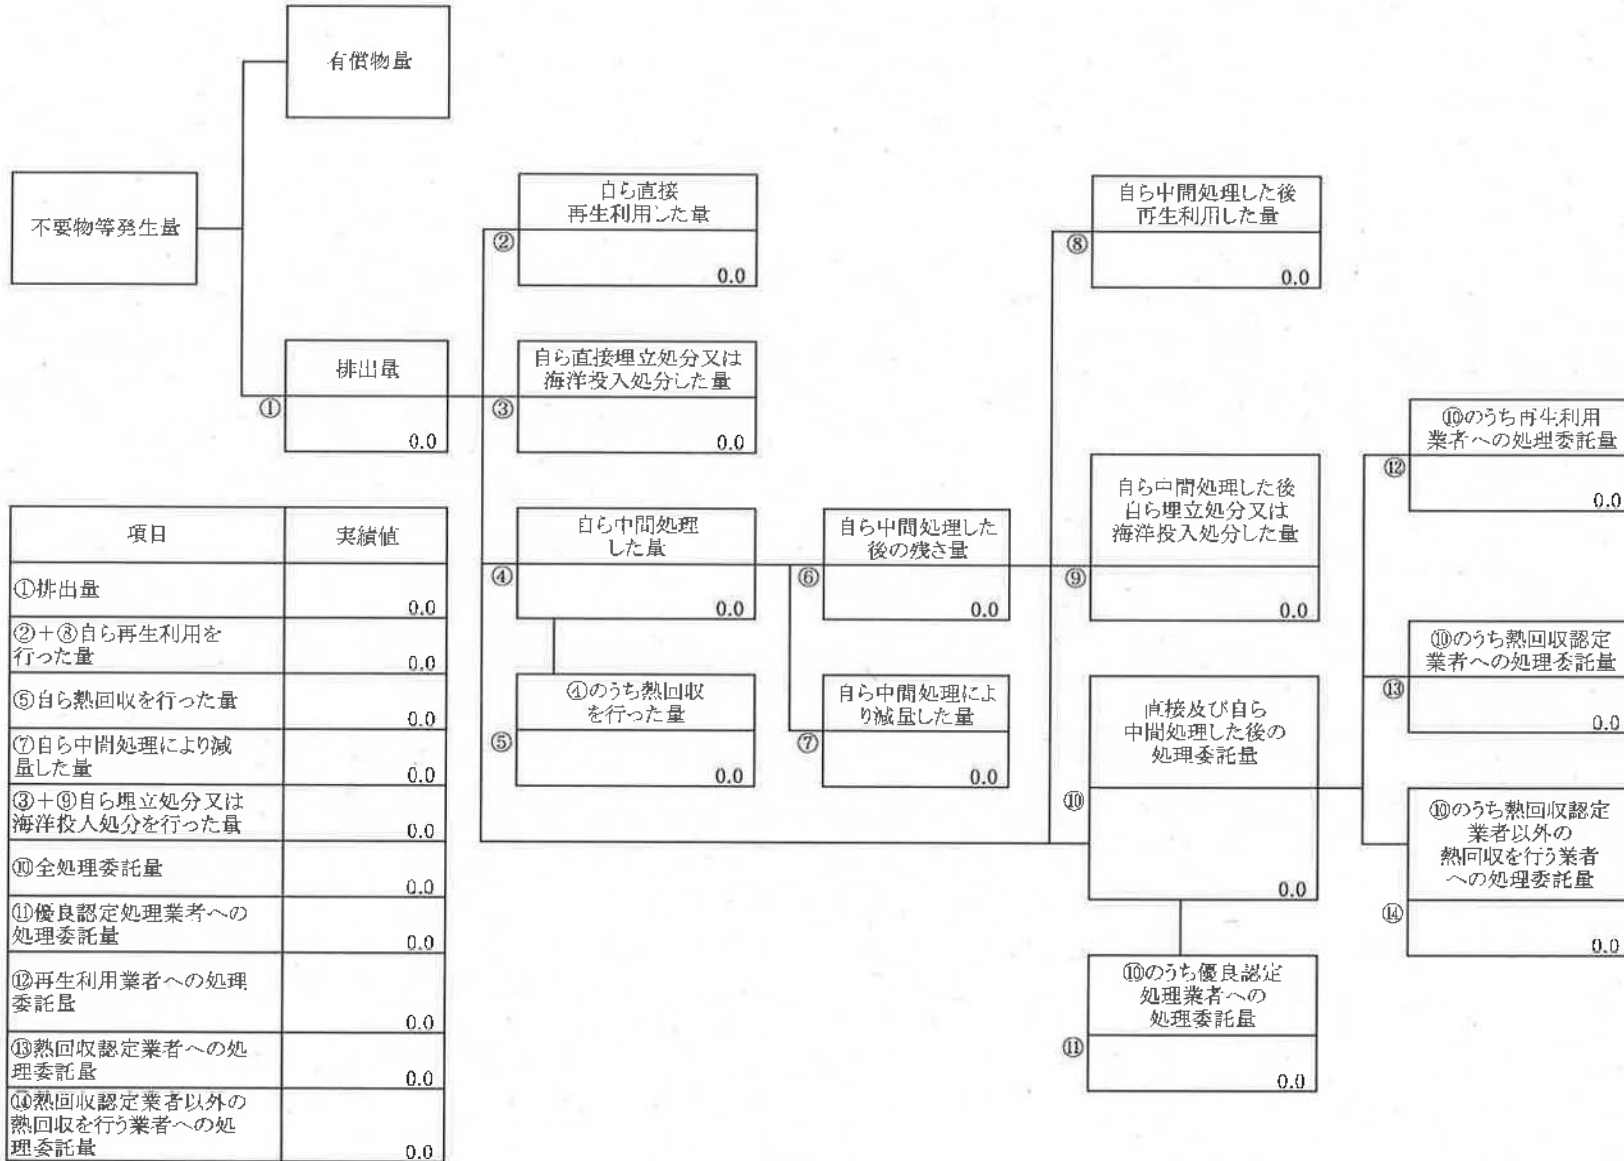 有償物量
不要物等発生量
排出量
①
0.0
自ら直接
再生利用した量
②
0.0
自ら直接埋立処分又は
海洋投入処分した量
③
0.0
自ら中間処理
した量
④
0.0
④のうち熱回収
を行った量
⑤
0.0
自ら中間処理した
後の残さ量
⑥
0.0
自ら中間処理によ
り減量した量
⑦
0.0
自ら中間処理した後
再生利用した量
⑧
0.0
自ら中間処理した後
自ら埋立処分又は
海洋投入処分した量
⑨
0.0
直接及び自ら
中間処理した後の
処理委託量
⑩
0.0
⑩のうち優良認定
処理業者への
処理委託量
⑪
0.0
⑩のうち再生利用
業者への処理委託量
⑫
0.0
⑩のうち熱回収認定
業者への処理委託量
⑬
0.0
⑩のうち熱回収認定
業者以外の
熱回収を行う業者
への処理委託量
⑭
0.0
項目 実績値
①排出量
0.0
②+⑧自ら再生利用を
行った量 0.0
⑤自ら熱回収を行った量
0.0
⑦自ら中間処理により減
量した量 0.0
③+⑨自ら埋立処分又は
海洋投入処分を行った量 0.0
⑩全処理委託量
0.0
⑪優良認定処理業者への
処理委託量 0.0
⑫再生利用業者への処理
委託量
0.0
⑬熱回収認定業者への処
理委託量 0.0
⑭熱回収認定業者以外の
熱回収を行う業者への処
理委託量 0.0